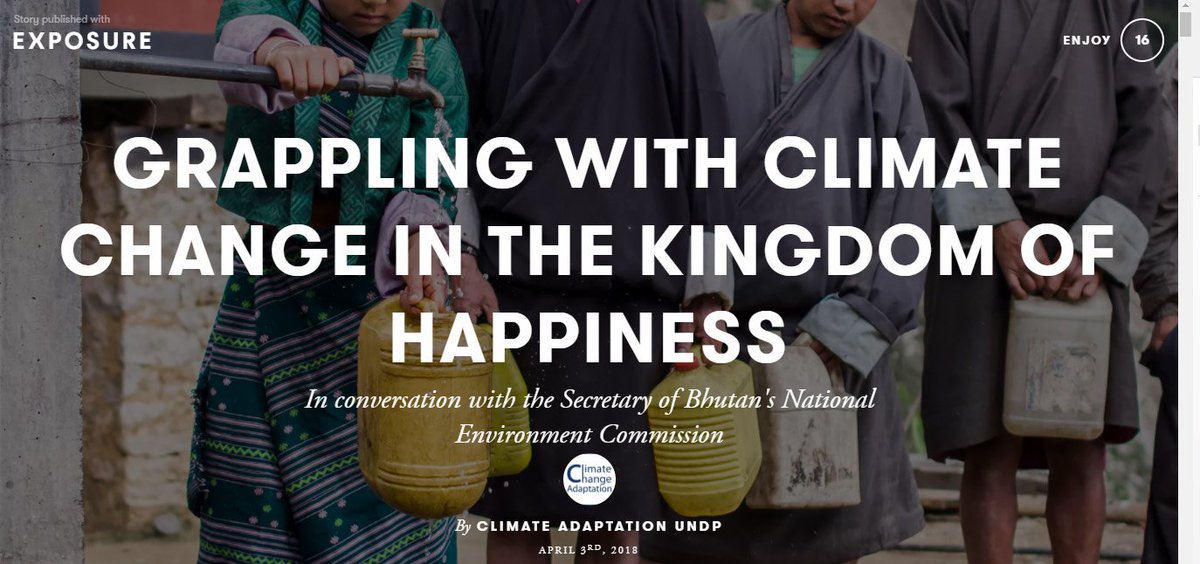 Story published with
EXPOSURE
ENJOY 16
GRAPPLING WITH CLIMATE
CHANGE IN THE KINGDOM OF
HAPPINESS
In conversation with the Secretary of Bhutan's National
Environment Commission
Climate
Change
Adaptation
By CLIMATE ADAPTATION UNDP
APRIL 3RD, 2018